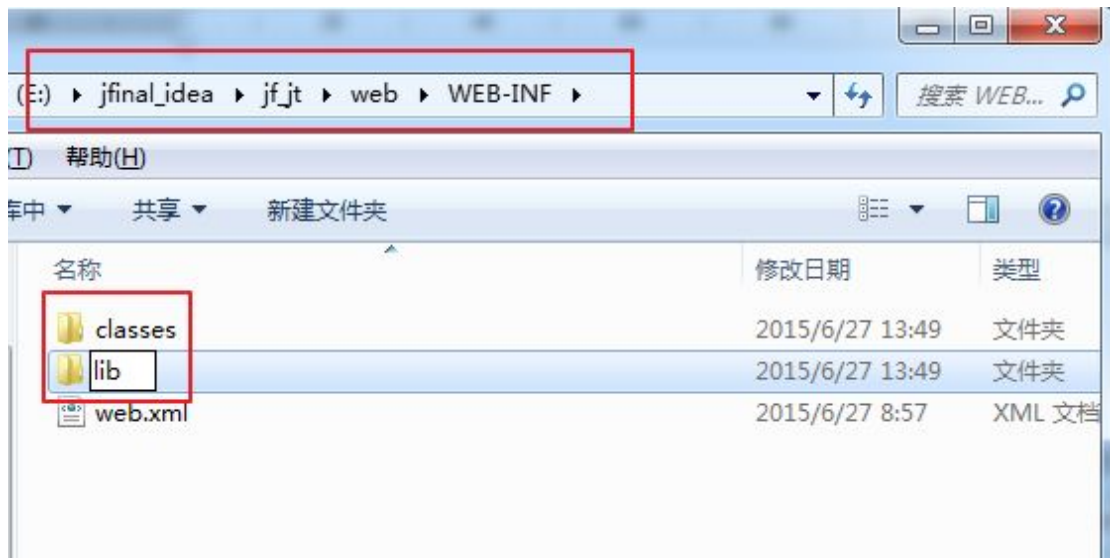 (E:) jfinal_idea jf_jt web WEB-INF 搜索 WEB...
(T) 帮助(H)
库中 共享 新建文件夹
名称 修改日期 类型
classes 2015/6/27 13:49 文件夹
lib 2015/6/27 13:49 文件夹
web.xml 2015/6/27 8:57 XML 文档